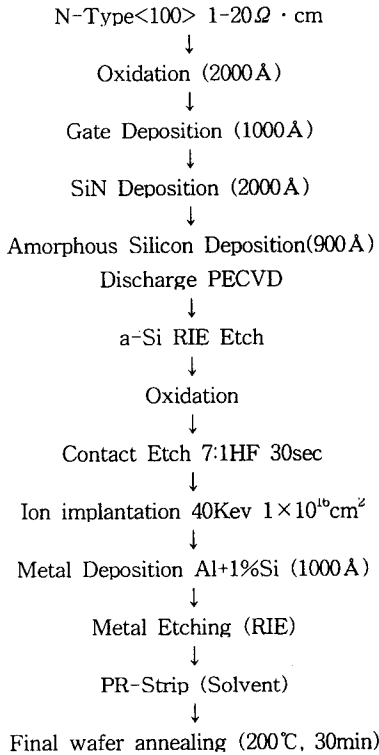 N-Type<100> 1-20Ω · cm
↓
Oxidation (2000Å)
↓
Gate Deposition (1000Å)
↓
SiN Deposition (2000Å)
↓
Amorphous Silicon Deposition(900Å)
Discharge PECVD
↓
a-Si RIE Etch
↓
Oxidation
↓
Contact Etch 7:1HF 30sec
↓
Ion implantation 40Kev 1×10¹⁶cm²
↓
Metal Deposition Al+1%Si (1000Å)
↓
Metal Etching (RIE)
↓
PR-Strip (Solvent)
↓
Final wafer annealing (200℃, 30min)